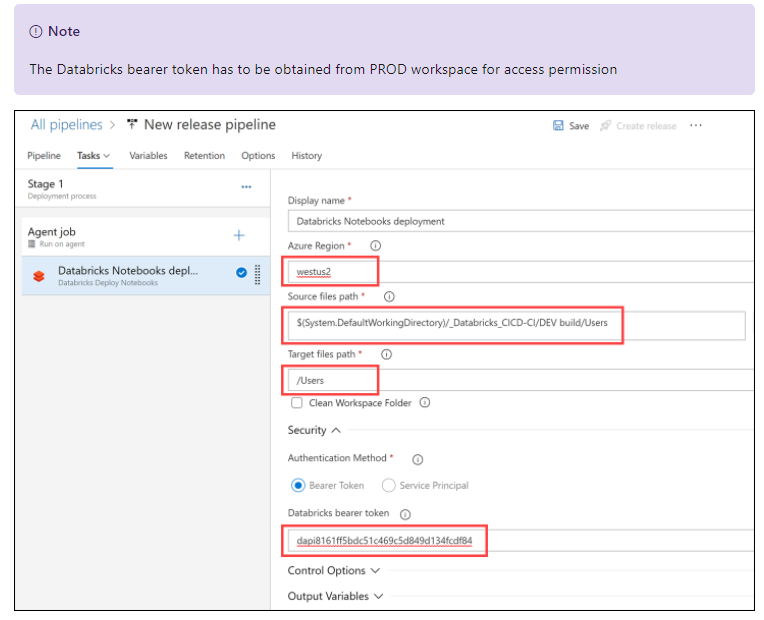 Note
The Databricks bearer token has to be obtained from PROD workspace for access permission
All pipelines > New release pipeline
Save Create release ...
Pipeline Tasks Variables Retention Options History
Stage 1
Deployment process
...
Agent job
Run on agent
+
Databricks Notebooks depl...
Databricks Deploy Notebooks
Display name *
Databricks Notebooks deployment
Azure Region *
westus2
Source files path *
$(System.DefaultWorkingDirectory)/_Databricks_CICD-CI/DEV build/Users
Target files path *
/Users
Clean Workspace Folder
Security
Authentication Method *
Bearer Token Service Principal
Databricks bearer token
dapi8161ff5bdc51c469c5d849d134fcdf84
Control Options
Output Variables